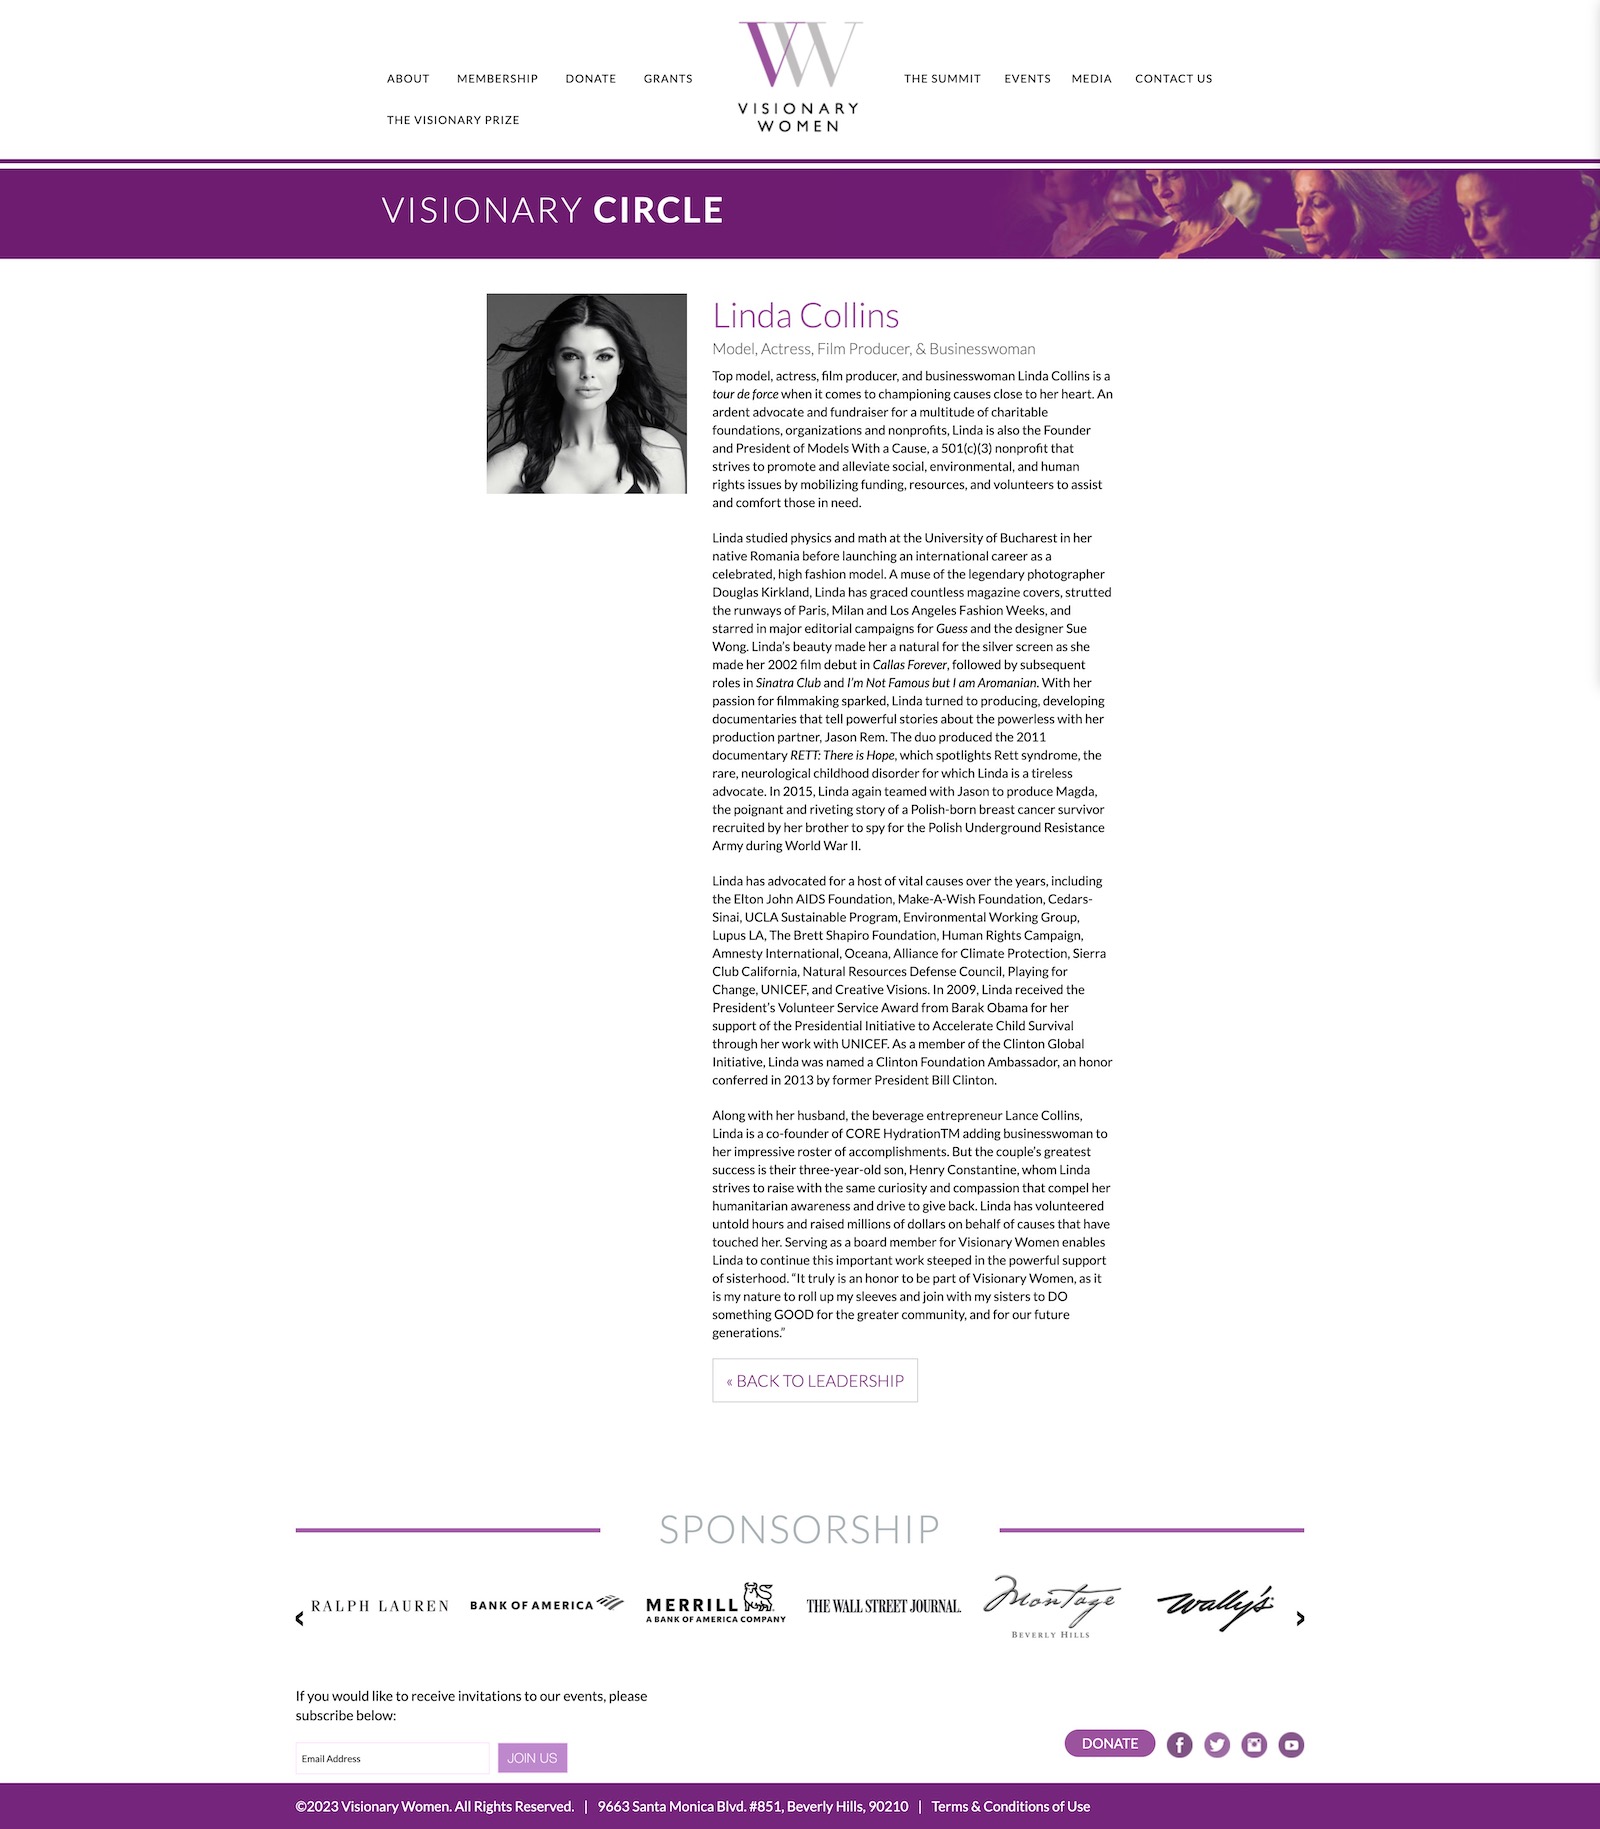 ABOUT MEMBERSHIP DONATE GRANTS
THE VISIONARY PRIZE
VISIONARY
WOMEN
THE SUMMIT EVENTS MEDIA CONTACT US
VISIONARY CIRCLE
Linda Collins
Model, Actress, Film Producer, & Businesswoman
Top model, actress, film producer, and businesswoman Linda Collins is a
tour de force when it comes to championing causes close to her heart. An
ardent advocate and fundraiser for a multitude of charitable
foundations, organizations and nonprofits, Linda is also the Founder
and President of Models With a Cause, a 501(c)(3) nonprofit that
strives to promote and alleviate social, environmental, and human
rights issues by mobilizing funding, resources, and volunteers to assist
and comfort those in need.
Linda studied physics and math at the University of Bucharest in her
native Romania before launching an international career as a
celebrated, high fashion model. A muse of the legendary photographer
Douglas Kirkland, Linda has graced countless magazine covers, strutted
the runways of Paris, Milan and Los Angeles Fashion Weeks, and
starred in major editorial campaigns for Guess and the designer Sue
Wong. Linda's beauty made her a natural for the silver screen as she
made her 2002 film debut in Callas Forever, followed by subsequent
roles in Sinatra Club and I'm Not Famous but I am Aromanian. With her
passion for filmmaking sparked, Linda turned to producing, developing
documentaries that tell powerful stories about the powerless with her
production partner, Jason Rem. The duo produced the 2011
documentary RETT: There is Hope, which spotlights Rett syndrome, the
rare, neurological childhood disorder for which Linda is a tireless
advocate. In 2015, Linda again teamed with Jason to produce Magda,
the poignant and riveting story of a Polish-born breast cancer survivor
recruited by her brother to spy for the Polish Underground Resistance
Army during World War II.
Linda has advocated for a host of vital causes over the years, including
the Elton John AIDS Foundation, Make-A-Wish Foundation, Cedars-
Sinai, UCLA Sustainable Program, Environmental Working Group,
Lupus LA, The Brett Shapiro Foundation, Human Rights Campaign,
Amnesty International, Oceana, Alliance for Climate Protection, Sierra
Club California, Natural Resources Defense Council, Playing for
Change, UNICEF, and Creative Visions. In 2009, Linda received the
President's Volunteer Service Award from Barak Obama for her
support of the Presidential Initiative to Accelerate Child Survival
through her work with UNICEF. As a member of the Clinton Global
Initiative, Linda was named a Clinton Foundation Ambassador, an honor
conferred in 2013 by former President Bill Clinton.
Along with her husband, the beverage entrepreneur Lance Collins,
Linda is a co-founder of CORE HydrationTM adding businesswoman to
her impressive roster of accomplishments. But the couple's greatest
success is their three-year-old son, Henry Constantine, whom Linda
strives to raise with the same curiosity and compassion that compel her
humanitarian awareness and drive to give back. Linda has volunteered
untold hours and raised millions of dollars on behalf of causes that have
touched her. Serving as a board member for Visionary Women enables
Linda to continue this important work steeped in the powerful support
of sisterhood. “It truly is an honor to be part of Visionary Women, as it
is my nature to roll up my sleeves and join with my sisters to DO
something GOOD for the greater community, and for our future
generations.”
« BACK TO LEADERSHIP
SPONSORSHIP
RALPH LAUREN
BANK OF AMERICA
MERRILL
A BANK OF AMERICA COMPANY
THE WALL STREET JOURNAL.
Montage
BEVERLY HILLS
Wally's
If you would like to receive invitations to our events, please
subscribe below:
Email Address JOIN US
DONATE
©2023 Visionary Women. All Rights Reserved. | 9663 Santa Monica Blvd. #851, Beverly Hills, 90210 | Terms & Conditions of Use